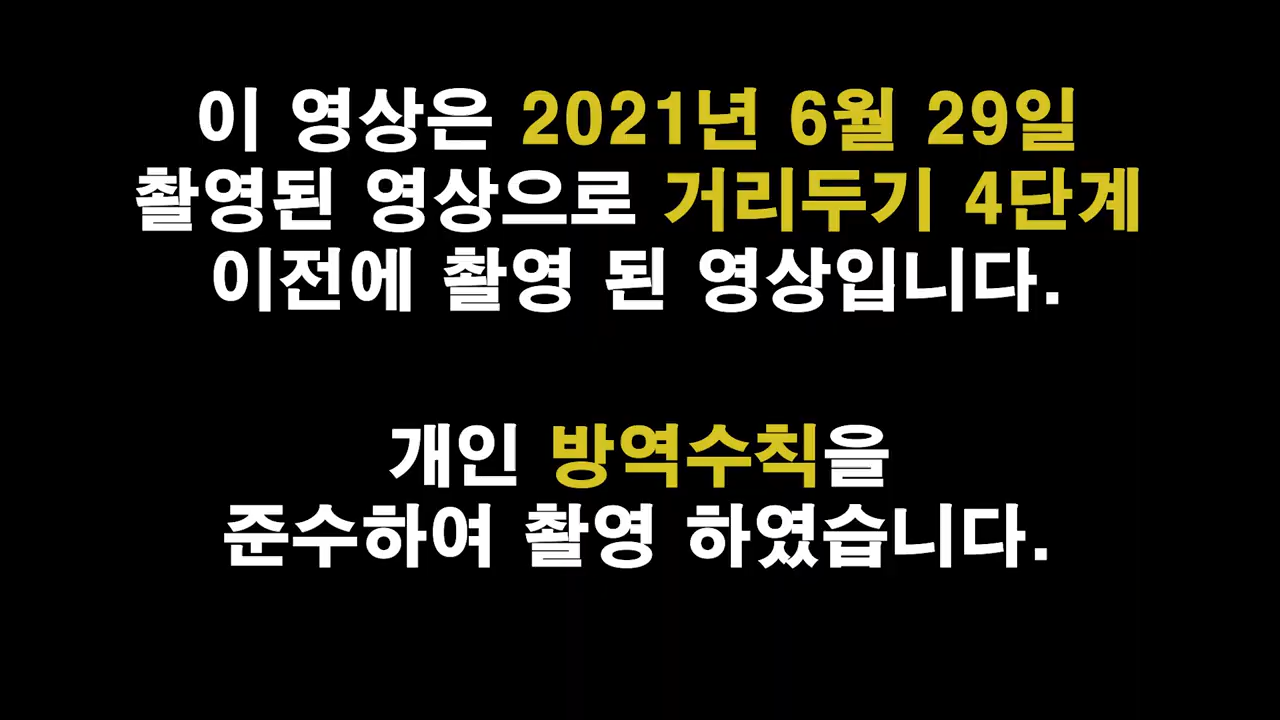 이 영상은 2021년 6월 29일
촬영된 영상으로 거리두기 4단계
이전에 촬영 된 영상입니다.
개인 방역수칙을
준수하여 촬영 하였습니다.